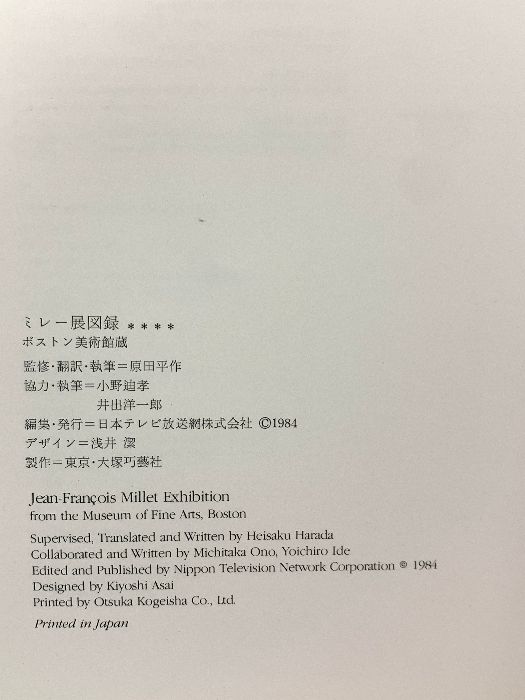 ミレー展図録 ＊＊＊＊
ボストン美術館蔵
監修・翻訳・執筆＝原田平作
協力・執筆＝小野迪孝
井出洋一郎
編集・発行＝日本テレビ放送網株式会社 ©1984
デザイン＝浅井 潔
製作＝東京・大塚巧藝社
Jean-François Millet Exhibition
from the Museum of Fine Arts, Boston
Supervised, Translated and Written by Heisaku Harada
Collaborated and Written by Michitaka Ono, Yoichiro Ide
Edited and Published by Nippon Television Network Corporation © 1984
Designed by Kiyoshi Asai
Printed by Otsuka Kogeisha Co., Ltd.
Printed in Japan